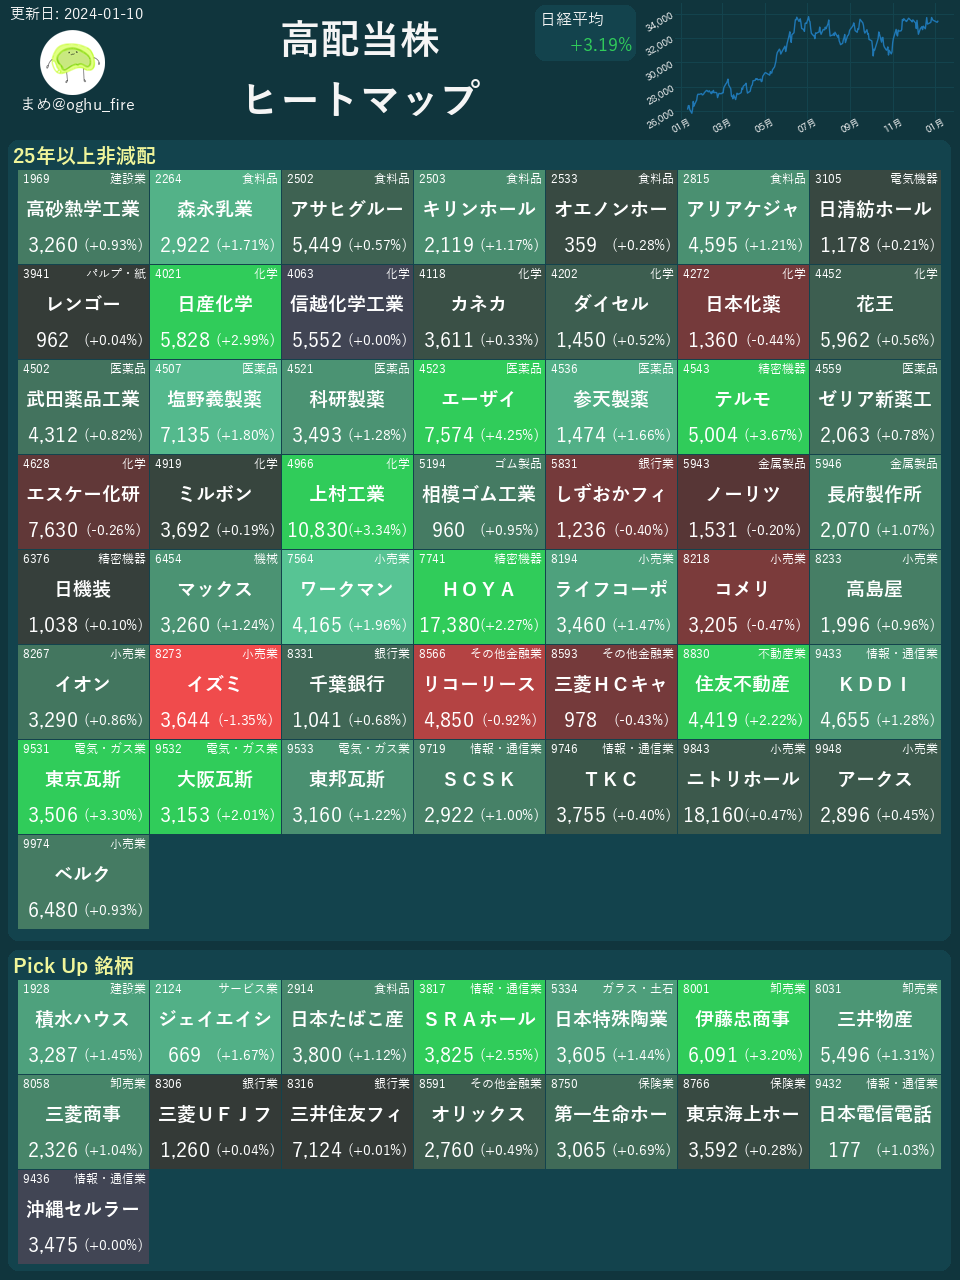 更新日: 2024-01-10
まめ@oghu_fire
高配当株
ヒートマップ
日経平均
+3.19%
34,000
32,000
30,000
28,000
26,000
01月 03月 05月 07月 09月 11月 01月
25年以上非減配
1969 建設業 2264 食料品 2502 食料品 2503 食料品 2533 食料品 2815 食料品 3105 電気機器
高砂熱学工業 森永乳業 アサヒグルー キリンホール オエノンホー アリアケジャ 日清紡ホール
3,260 (+0.93%) 2,922 (+1.71%) 5,449 (+0.57%) 2,119 (+1.17%) 359 (+0.28%) 4,595 (+1.21%) 1,178 (+0.21%)
3941 パルプ・紙 4021 化学 4063 化学 4118 化学 4202 化学 4272 化学 4452 化学
レンゴー 日産化学 信越化学工業 カネカ ダイセル 日本化薬 花王
962 (+0.04%) 5,828 (+2.99%) 5,552 (+0.00%) 3,611 (+0.33%) 1,450 (+0.52%) 1,360 (-0.44%) 5,962 (+0.56%)
4502 医薬品 4507 医薬品 4521 医薬品 4523 医薬品 4536 医薬品 4543 精密機器 4559 医薬品
武田薬品工業 塩野義製薬 科研製薬 エーザイ 参天製薬 テルモ ゼリア新薬工
4,312 (+0.82%) 7,135 (+1.80%) 3,493 (+1.28%) 7,574 (+4.25%) 1,474 (+1.66%) 5,004 (+3.67%) 2,063 (+0.78%)
4628 化学 4919 化学 4966 化学 5194 ゴム製品 5831 銀行業 5943 金属製品 5946 金属製品
エスケー化研 ミルボン 上村工業 相模ゴム工業 しずおかフィ ノーリツ 長府製作所
7,630 (-0.26%) 3,692 (+0.19%) 10,830(+3.34%) 960 (+0.95%) 1,236 (-0.40%) 1,531 (-0.20%) 2,070 (+1.07%)
6376 精密機器 6454 機械 7564 小売業 7741 精密機器 8194 小売業 8218 小売業 8233 小売業
日機装 マックス ワークマン ＨＯＹＡ ライフコーポ コメリ 高島屋
1,038 (+0.10%) 3,260 (+1.24%) 4,165 (+1.96%) 17,380(+2.27%) 3,460 (+1.47%) 3,205 (-0.47%) 1,996 (+0.96%)
8267 小売業 8273 小売業 8331 銀行業 8566 その他金融業 8593 その他金融業 8830 不動産業 9433 情報・通信業
イオン イズミ 千葉銀行 リコーリース 三菱ＨＣキャ 住友不動産 ＫＤＤＩ
3,290 (+0.86%) 3,644 (-1.35%) 1,041 (+0.68%) 4,850 (-0.92%) 978 (-0.43%) 4,419 (+2.22%) 4,655 (+1.28%)
9531 電気・ガス業 9532 電気・ガス業 9533 電気・ガス業 9719 情報・通信業 9746 情報・通信業 9843 小売業 9948 小売業
東京瓦斯 大阪瓦斯 東邦瓦斯 ＳＣＳＫ ＴＫＣ ニトリホール アークス
3,506 (+3.30%) 3,153 (+2.01%) 3,160 (+1.22%) 2,922 (+1.00%) 3,755 (+0.40%) 18,160(+0.47%) 2,896 (+0.45%)
9974 小売業
ベルク
6,480 (+0.93%)
Pick Up 銘柄
1928 建設業 2124 サービス業 2914 食料品 3817 情報・通信業 5334 ガラス・土石 8001 卸売業 8031 卸売業
積水ハウス ジェイエイシ 日本たばこ産 ＳＲＡホール 日本特殊陶業 伊藤忠商事 三井物産
3,287 (+1.45%) 669 (+1.67%) 3,800 (+1.12%) 3,825 (+2.55%) 3,605 (+1.44%) 6,091 (+3.20%) 5,496 (+1.31%)
8058 卸売業 8306 銀行業 8316 銀行業 8591 その他金融業 8750 保険業 8766 保険業 9432 情報・通信業
三菱商事 三菱ＵＦＪフ 三井住友フィ オリックス 第一生命ホー 東京海上ホー 日本電信電話
2,326 (+1.04%) 1,260 (+0.04%) 7,124 (+0.01%) 2,760 (+0.49%) 3,065 (+0.69%) 3,592 (+0.28%) 177 (+1.03%)
9436 情報・通信業
沖縄セルラー
3,475 (+0.00%)